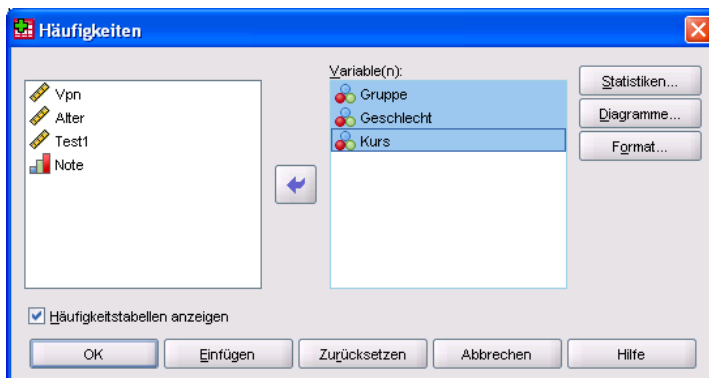 Häufigkeiten
Vpn
Alter
Test1
Note
Variable(n):
Gruppe
Geschlecht
Kurs
Statistiken...
Diagramme...
Format...
Häufigkeitstabellen anzeigen
OK
Einfügen
Zurücksetzen
Abbrechen
Hilfe